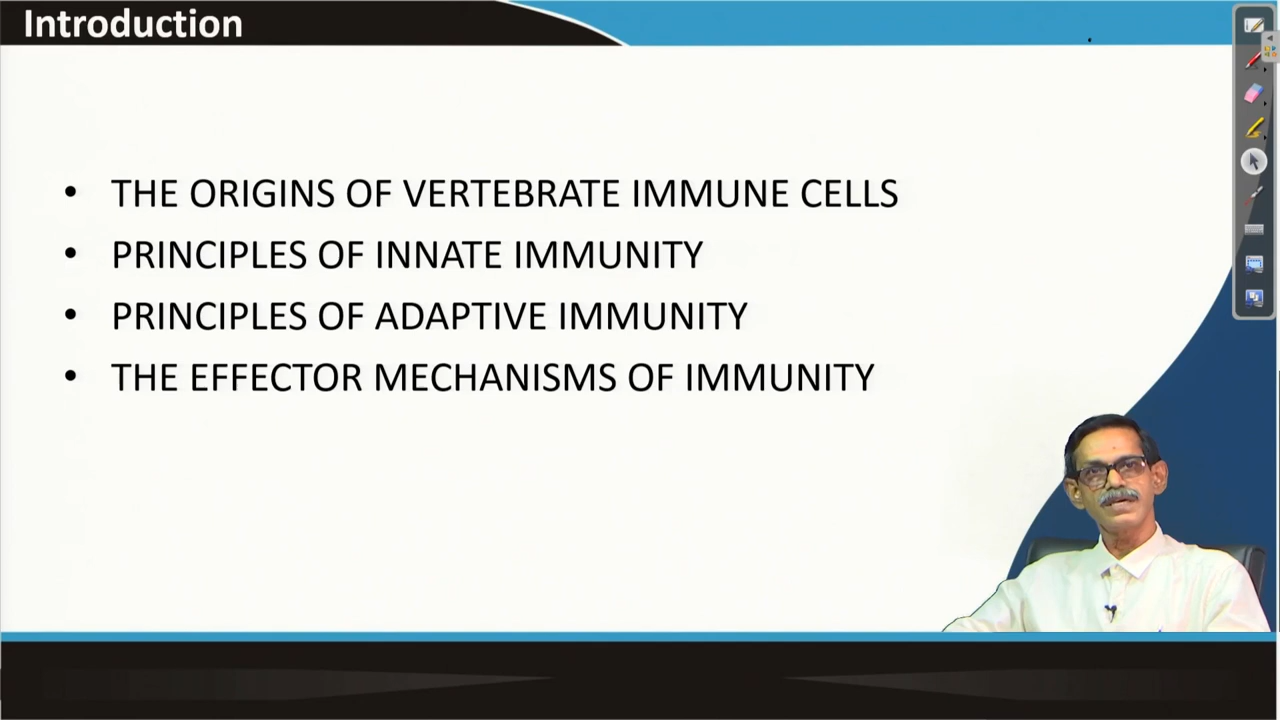 Introduction
• THE ORIGINS OF VERTEBRATE IMMUNE CELLS
• PRINCIPLES OF INNATE IMMUNITY
• PRINCIPLES OF ADAPTIVE IMMUNITY
• THE EFFECTOR MECHANISMS OF IMMUNITY